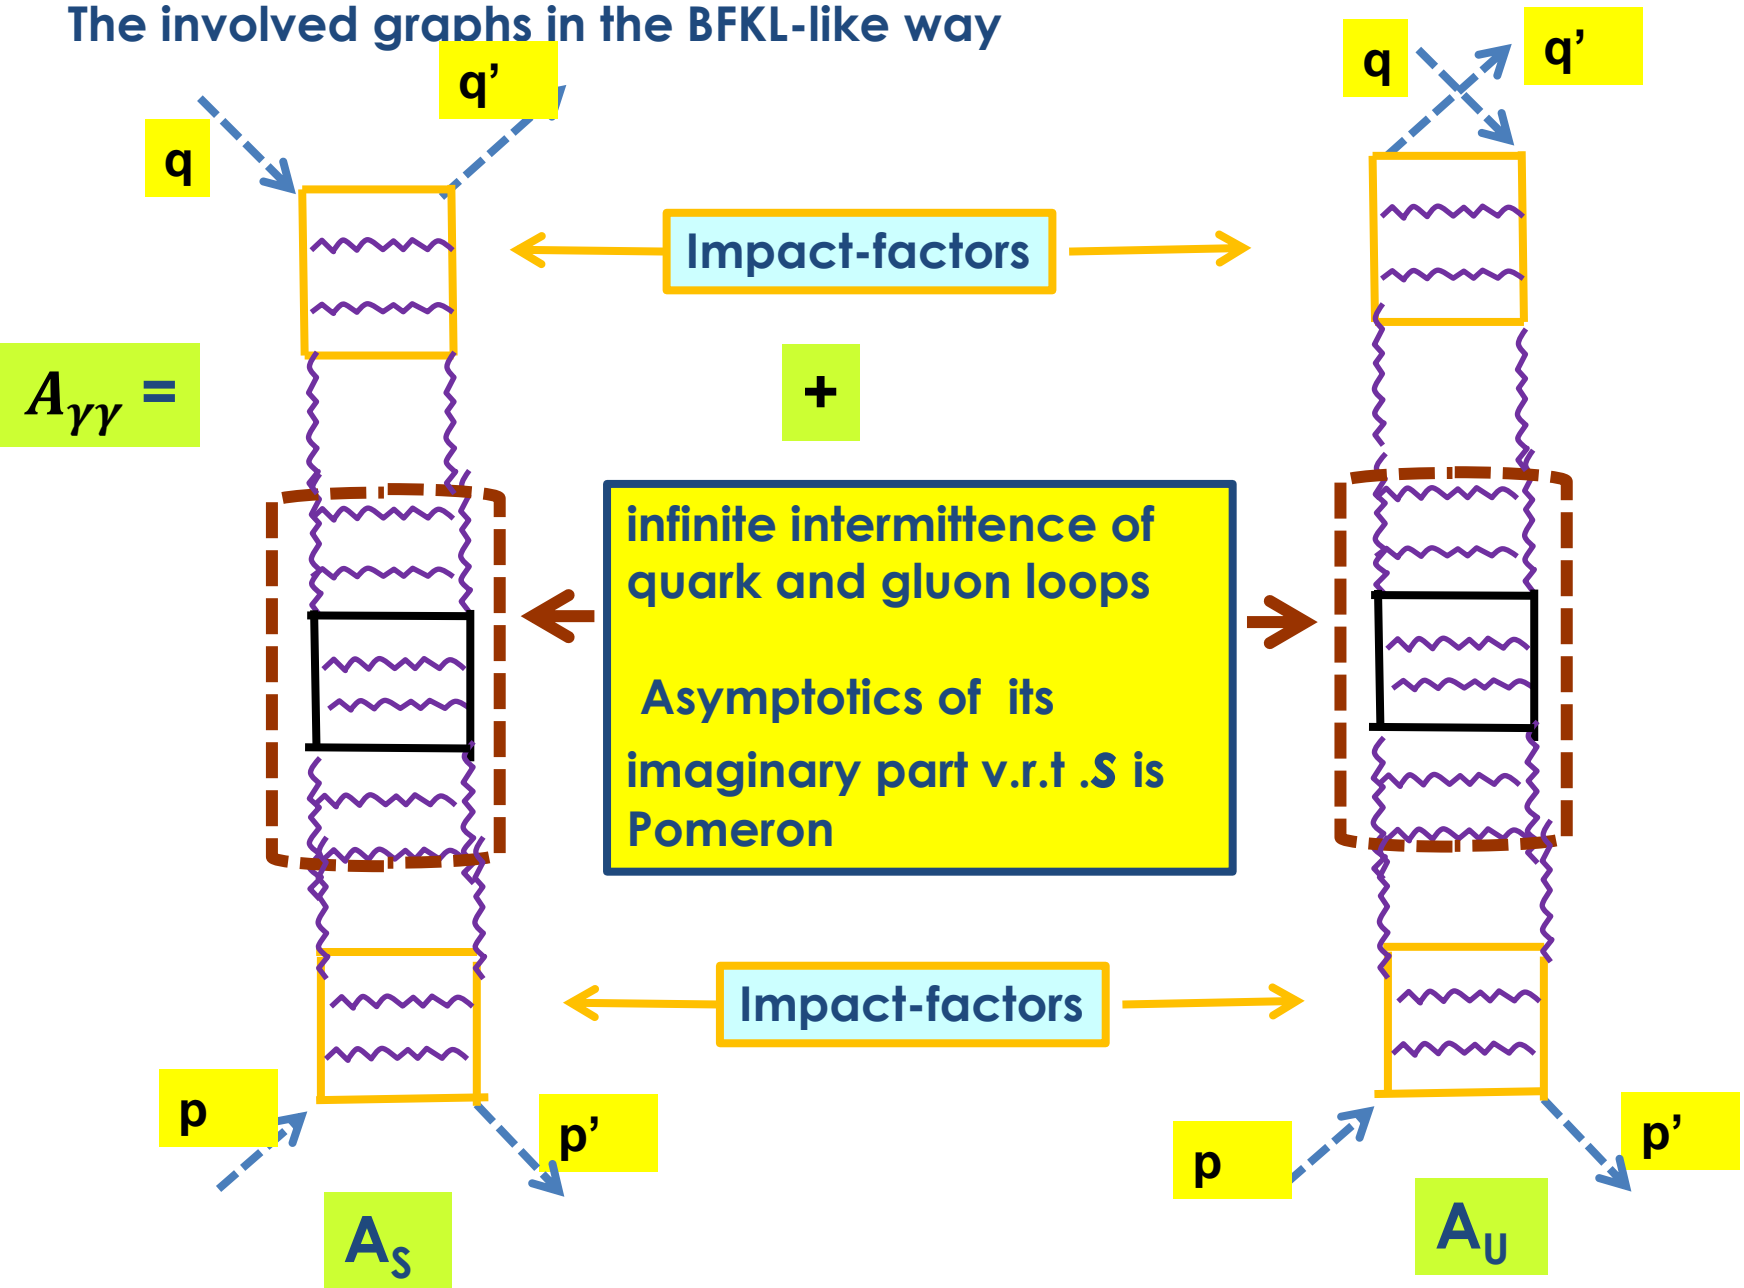 The involved graphs in the BFKL-like way
q
q’
q
q’
Impact-factors
A_γγ =
+
infinite intermittence of
quark and gluon loops
Asymptotics of its
imaginary part v.r.t .s is
Pomeron
Impact-factors
p
p’
p
p’
A_S
A_U